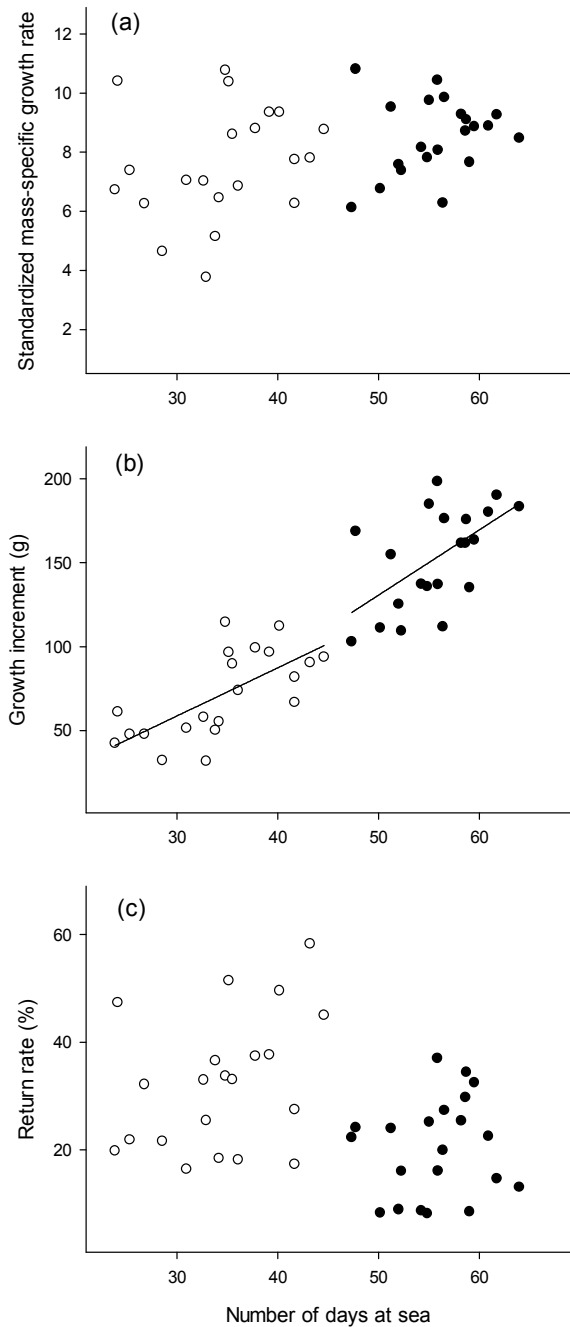 (a)
Standardized mass-specific growth rate
12
10
8
6
4
2
30 40 50 60
(b)
Growth increment (g)
200
150
100
50
30 40 50 60
(c)
Return rate (%)
60
40
20
30 40 50 60
Number of days at sea